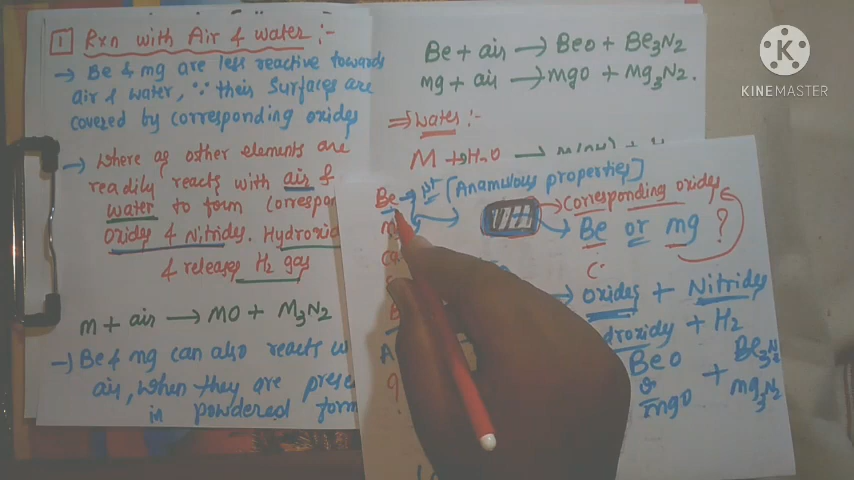 1 Rxn with Air & water :-
→ Be & mg are less reactive towards
air & water, ∵ their Surfaces are
covered by corresponding oxides
→ Where as other elements are
readily reacts with air &
water to form
Oxides & Nitrides.
& releases H2 gas
m + air → MO + M3N2
→ Be & mg can also reacts
air, when they are
in powdered form
Be + air → BeO + Be3N2
mg + air → mgo + Mg3N2.
⇒ Water :-
M + H2O →
Be → 1st [Anamulous properties]
→ Corresponding oxides
→ Be or mg ?
→ oxides + Nitrides
+ H2
BeO + Be3N2
or
mgo mg3N2
KINEMASTER